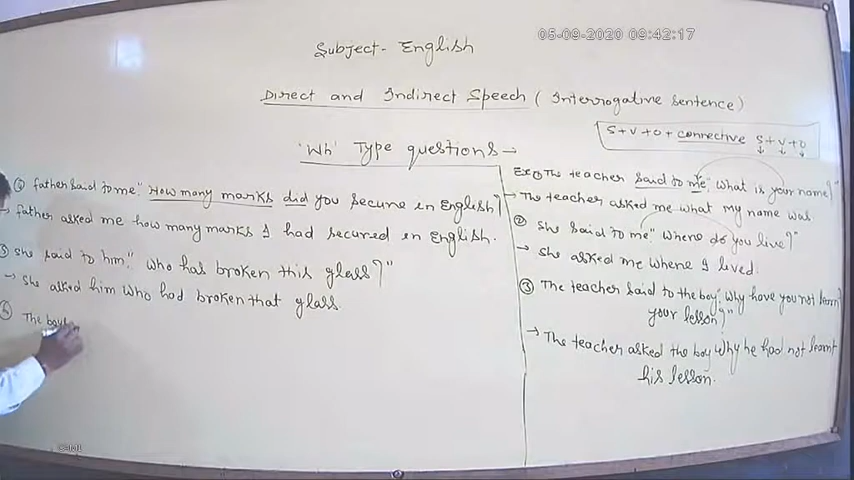 05-09-2020 09:42:17
Subject- English
Direct and Indirect Speech (Interrogative sentence)
S+V+O+ connective S+V+O
'Wh' Type questions→
Ex① The teacher said to me "What is your name?"
→ The teacher asked me what my name was
② She said to me "Where do you live?"
→ She asked me where I lived.
③ The teacher said to the boy "Why have you not learn
your lesson?"
→ The teacher asked the boy why he had not learnt
his lesson.
father said to me "How many marks did you secure in English?"
→ father asked me how many marks I had secured in English.
She said to him "Who has broken this glass?"
→ She asked him who had broken that glass
The boy